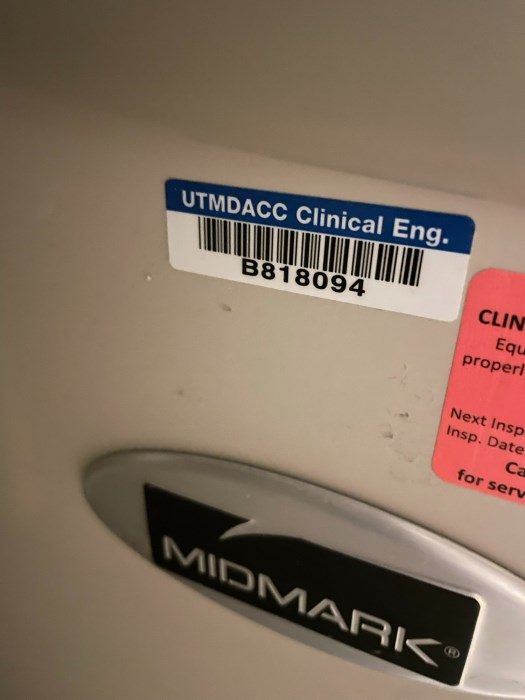 UTMDACC Clinical Eng.
B818094
CLIN
Equ
properl
Next Insp
Insp. Date
Ca
for serv
MIDMARK®